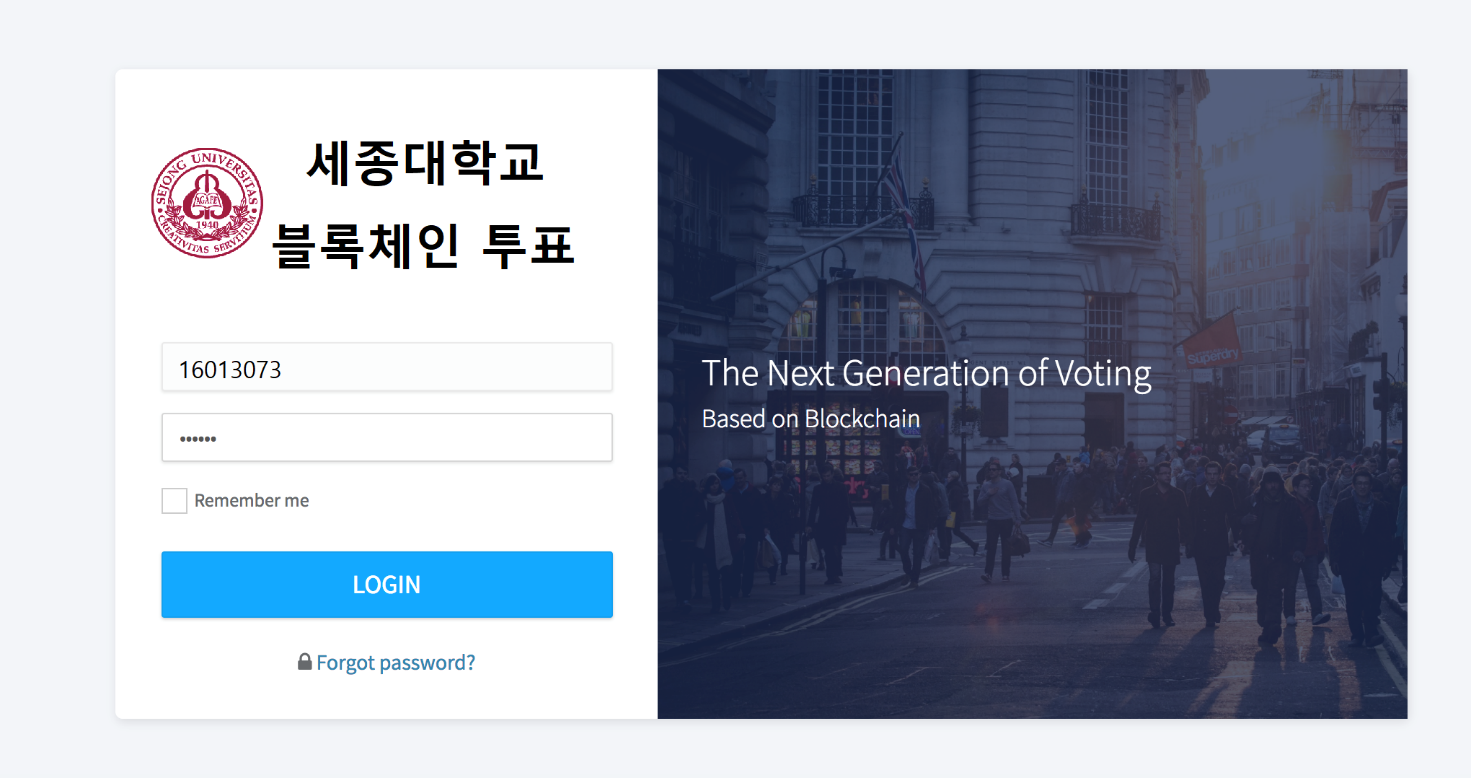 SEJONG UNIVERSITAS
AGAPE
1940
CREATIVITAS SERVITIUM
세종대학교
블록체인 투표
16013073
••••••
Remember me
LOGIN
Forgot password?
The Next Generation of Voting
Based on Blockchain
Superdry